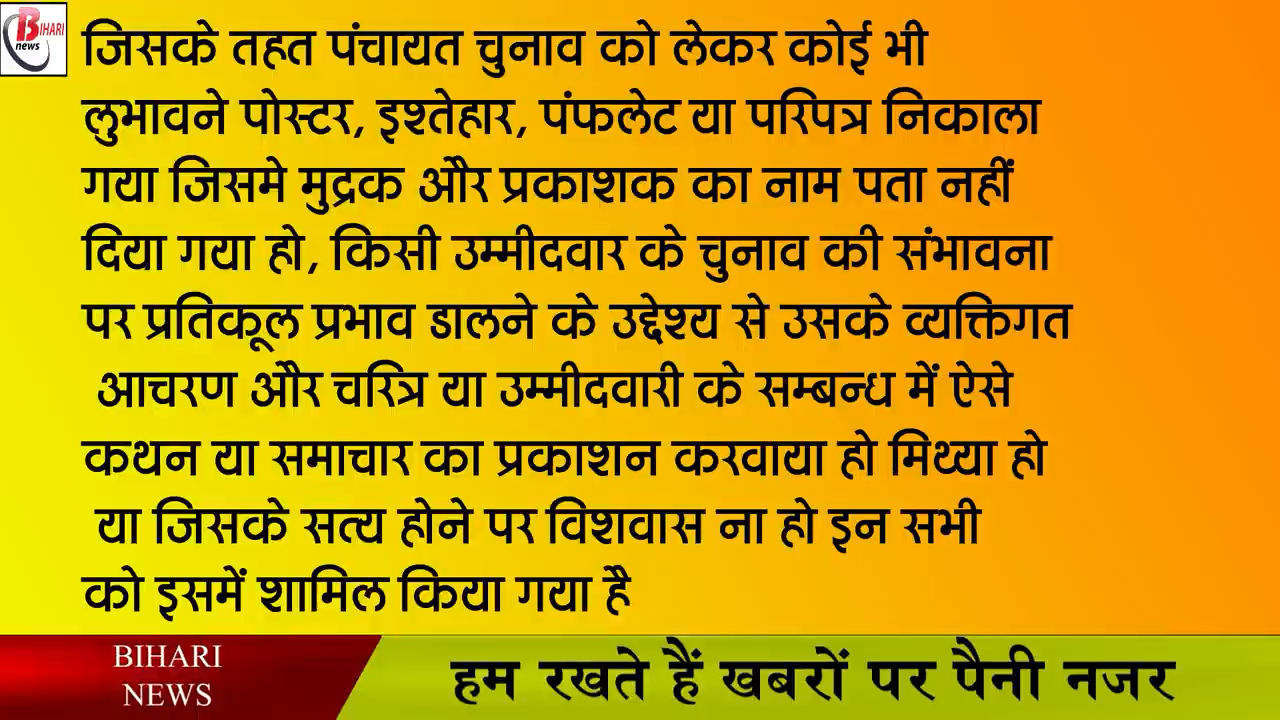 BIHARI
news
जिसके तहत पंचायत चुनाव को लेकर कोई भी
लुभावने पोस्टर, इश्तेहार, पंफलेट या परिपत्र निकाला
गया जिसमे मुद्रक और प्रकाशक का नाम पता नहीं
दिया गया हो, किसी उम्मीदवार के चुनाव की संभावना
पर प्रतिकूल प्रभाव डालने के उद्देश्य से उसके व्यक्तिगत
आचरण और चरित्र या उम्मीदवारी के सम्बन्ध में ऐसे
कथन या समाचार का प्रकाशन करवाया हो मिथ्या हो
या जिसके सत्य होने पर विशवास ना हो इन सभी
को इसमें शामिल किया गया है
BIHARI
NEWS
हम रखते हैं खबरों पर पैनी नजर